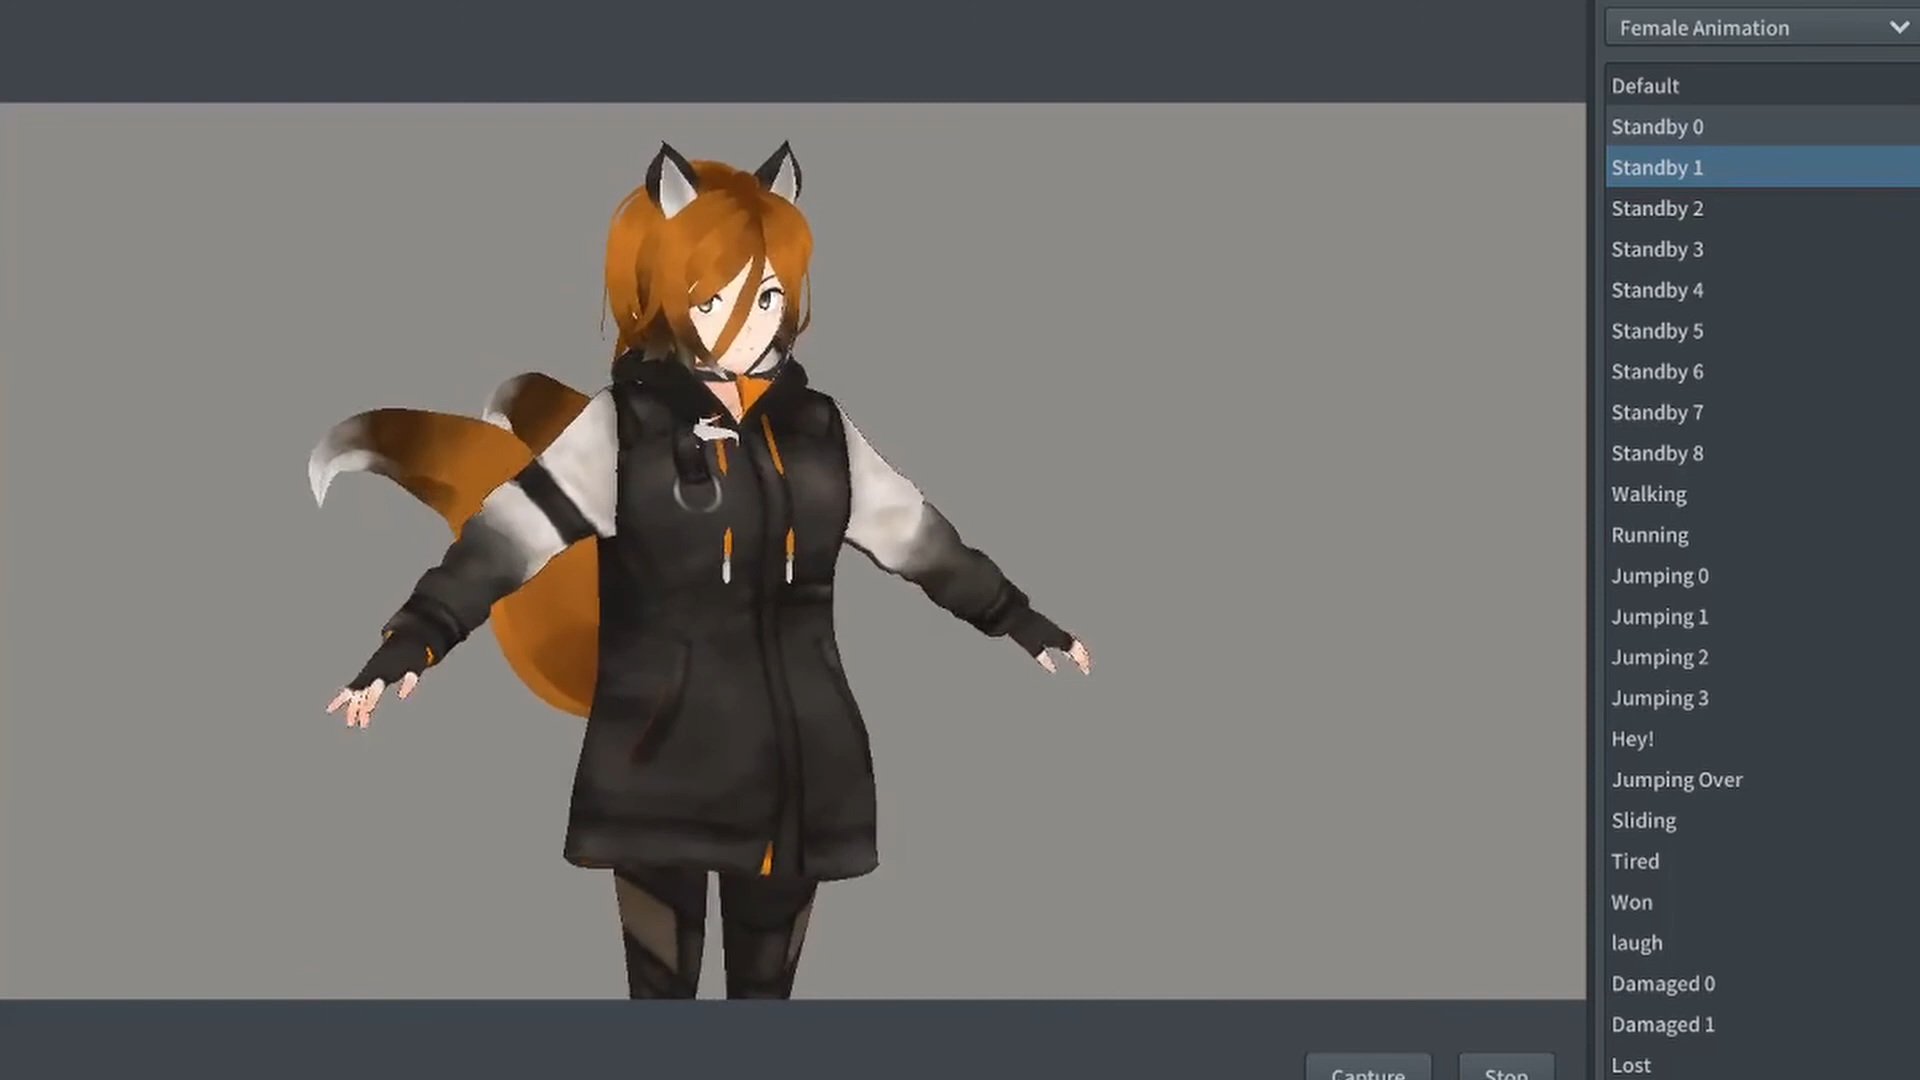 Female Animation
Default
Standby 0
Standby 1
Standby 2
Standby 3
Standby 4
Standby 5
Standby 6
Standby 7
Standby 8
Walking
Running
Jumping 0
Jumping 1
Jumping 2
Jumping 3
Hey!
Jumping Over
Sliding
Tired
Won
laugh
Damaged 0
Damaged 1
Lost
Capture
Stop